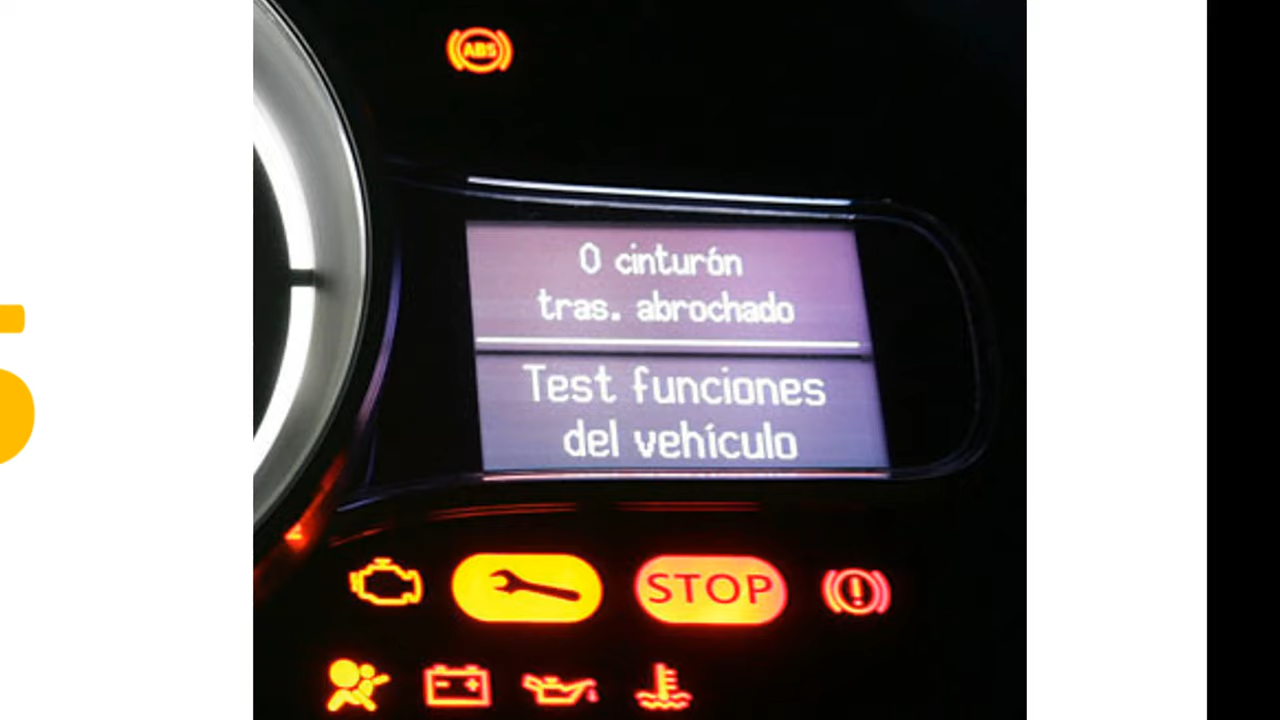 ABS
0 cinturón
tras. abrochado
Test funciones
del vehículo
STOP